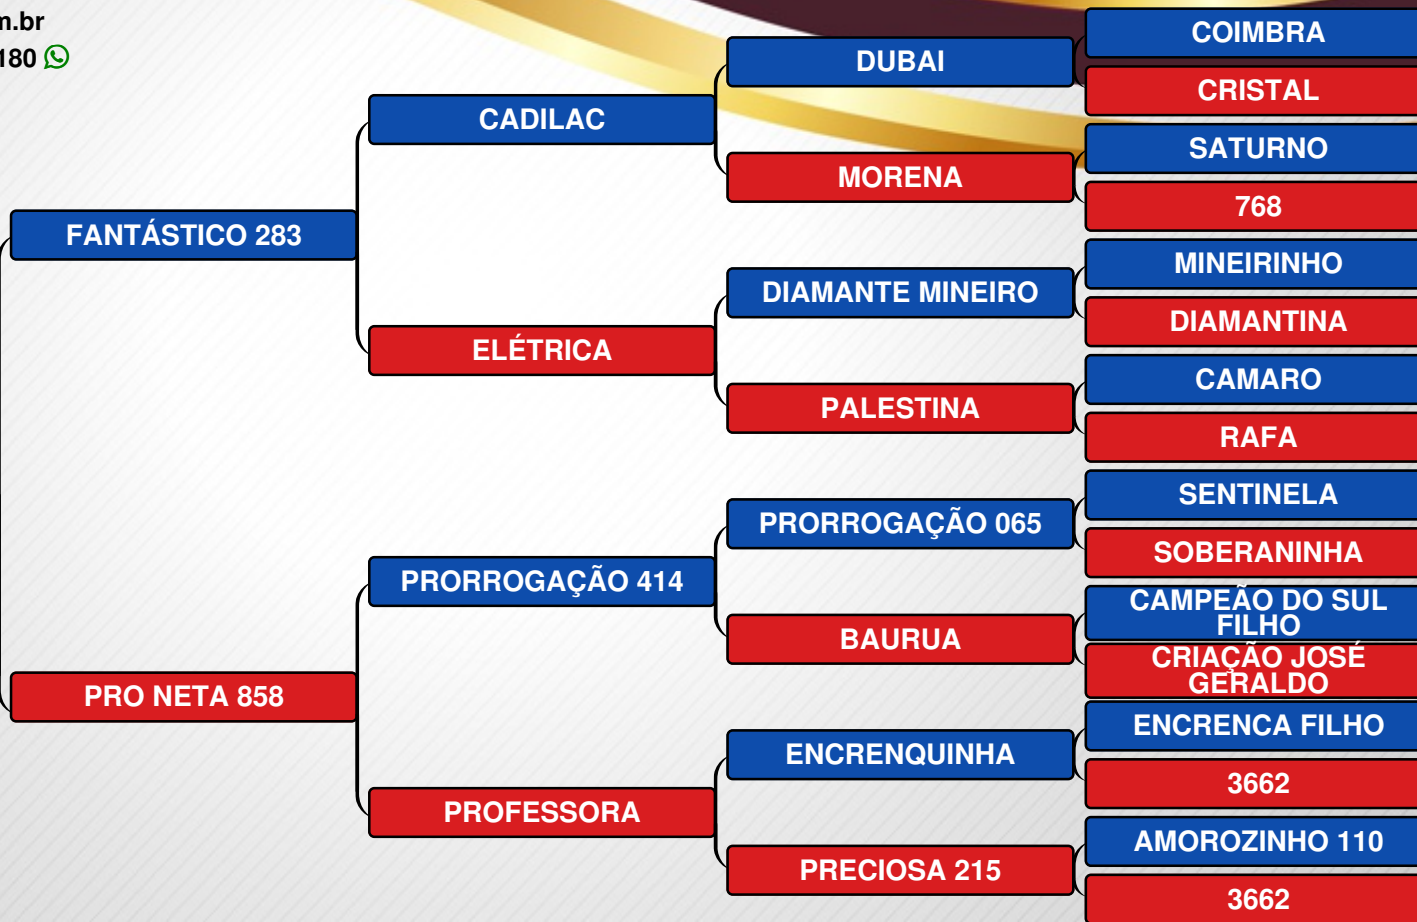 m.br
180
COIMBRA
DUBAI
CRISTAL
CADILAC
SATURNO
MORENA
768
FANTÁSTICO 283
MINEIRINHO
DIAMANTE MINEIRO
DIAMANTINA
ELÉTRICA
CAMARO
PALESTINA
RAFA
SENTINELA
PRORROGAÇÃO 065
SOBERANINHA
PRORROGAÇÃO 414
CAMPEÃO DO SUL
FILHO
BAURUA
CRIAÇÃO JOSÉ
GERALDO
PRO NETA 858
ENCRENCA FILHO
ENCRENQUINHA
3662
PROFESSORA
AMOROZINHO 110
PRECIOSA 215
3662